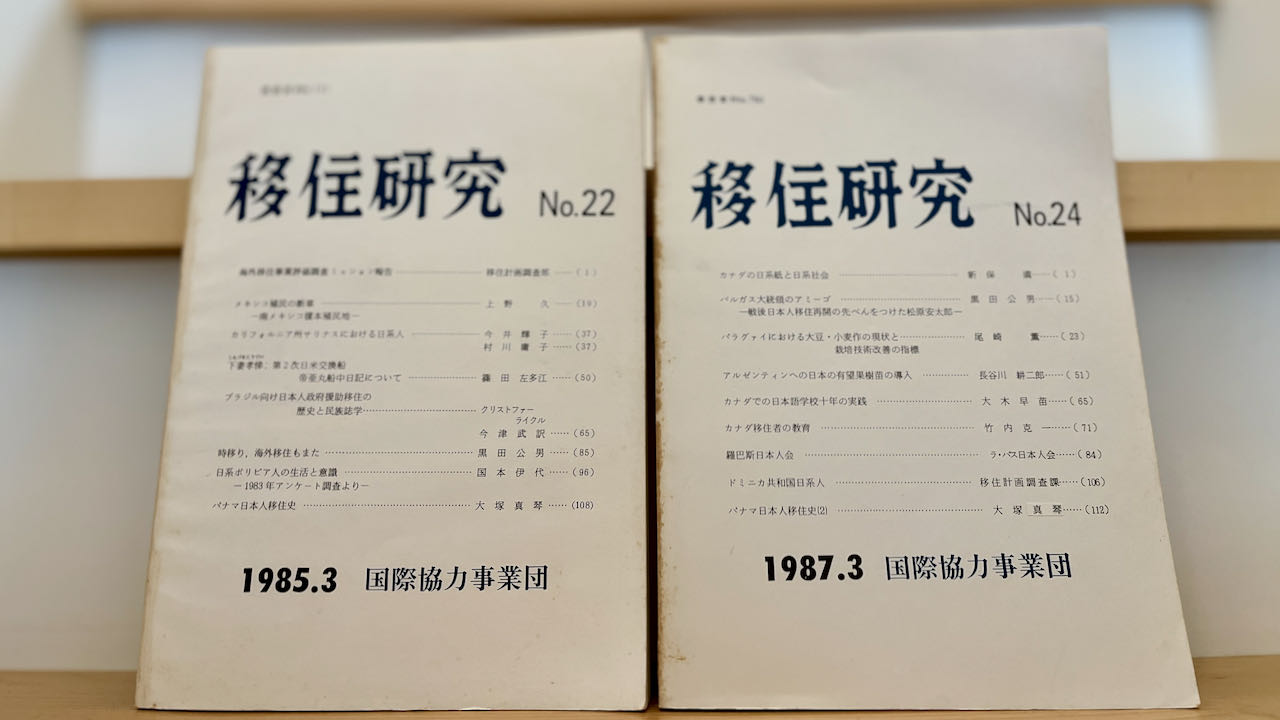 移住研究 No.22
海外移住事業評価調査ミッション報告 …… 移住計画調査部 ……(1)
メキシコ植民の断章 …… 上野 久 ……(19)
―南メキシコ榎本植民地―
カリフォルニア州サリナスにおける日系人 …… 今井輝子 ……(37)
村川庸子 ……(37)
下妻孝悌:第2次日米交換船
帝亜丸船中日記について …… 篠田左多江 ……(50)
ブラジル向け日本人政府援助移住の
歴史と民族誌学 …… クリストファー
ライクル
今津武訳 ……(65)
時移り,海外移住もまた …… 黒田公男 ……(85)
日系ボリビア人の生活と意識 …… 国本伊代 ……(96)
―1983年アンケート調査より―
パナマ日本人移住史 …… 大塚真琴 ……(108)
1985.3 国際協力事業団
移住研究 No.24
カナダの日系紙と日系社会 …… 新保 満 ……(1)
バルガス大統領のアミーゴ …… 黒田公男 ……(15)
―戦後日本人移住再開の先べんをつけた松原安太郎―
パラグァイにおける大豆・小麦作の現状と …… 尾崎 薫 ……(23)
栽培技術改善の指標
アルゼンティンへの日本の有望果樹苗の導入 …… 長谷川耕二郎 ……(51)
カナダでの日本語学校十年の実践 …… 大木早苗 ……(65)
カナダ移住者の教育 …… 竹内克一 ……(71)
羅巴斯日本人会 …… ラ・パス日本人会 ……(84)
ドミニカ共和国日系人 …… 移住計画調査課 ……(106)
パナマ日本人移住史(2) …… 大塚真琴 ……(112)
1987.3 国際協力事業団